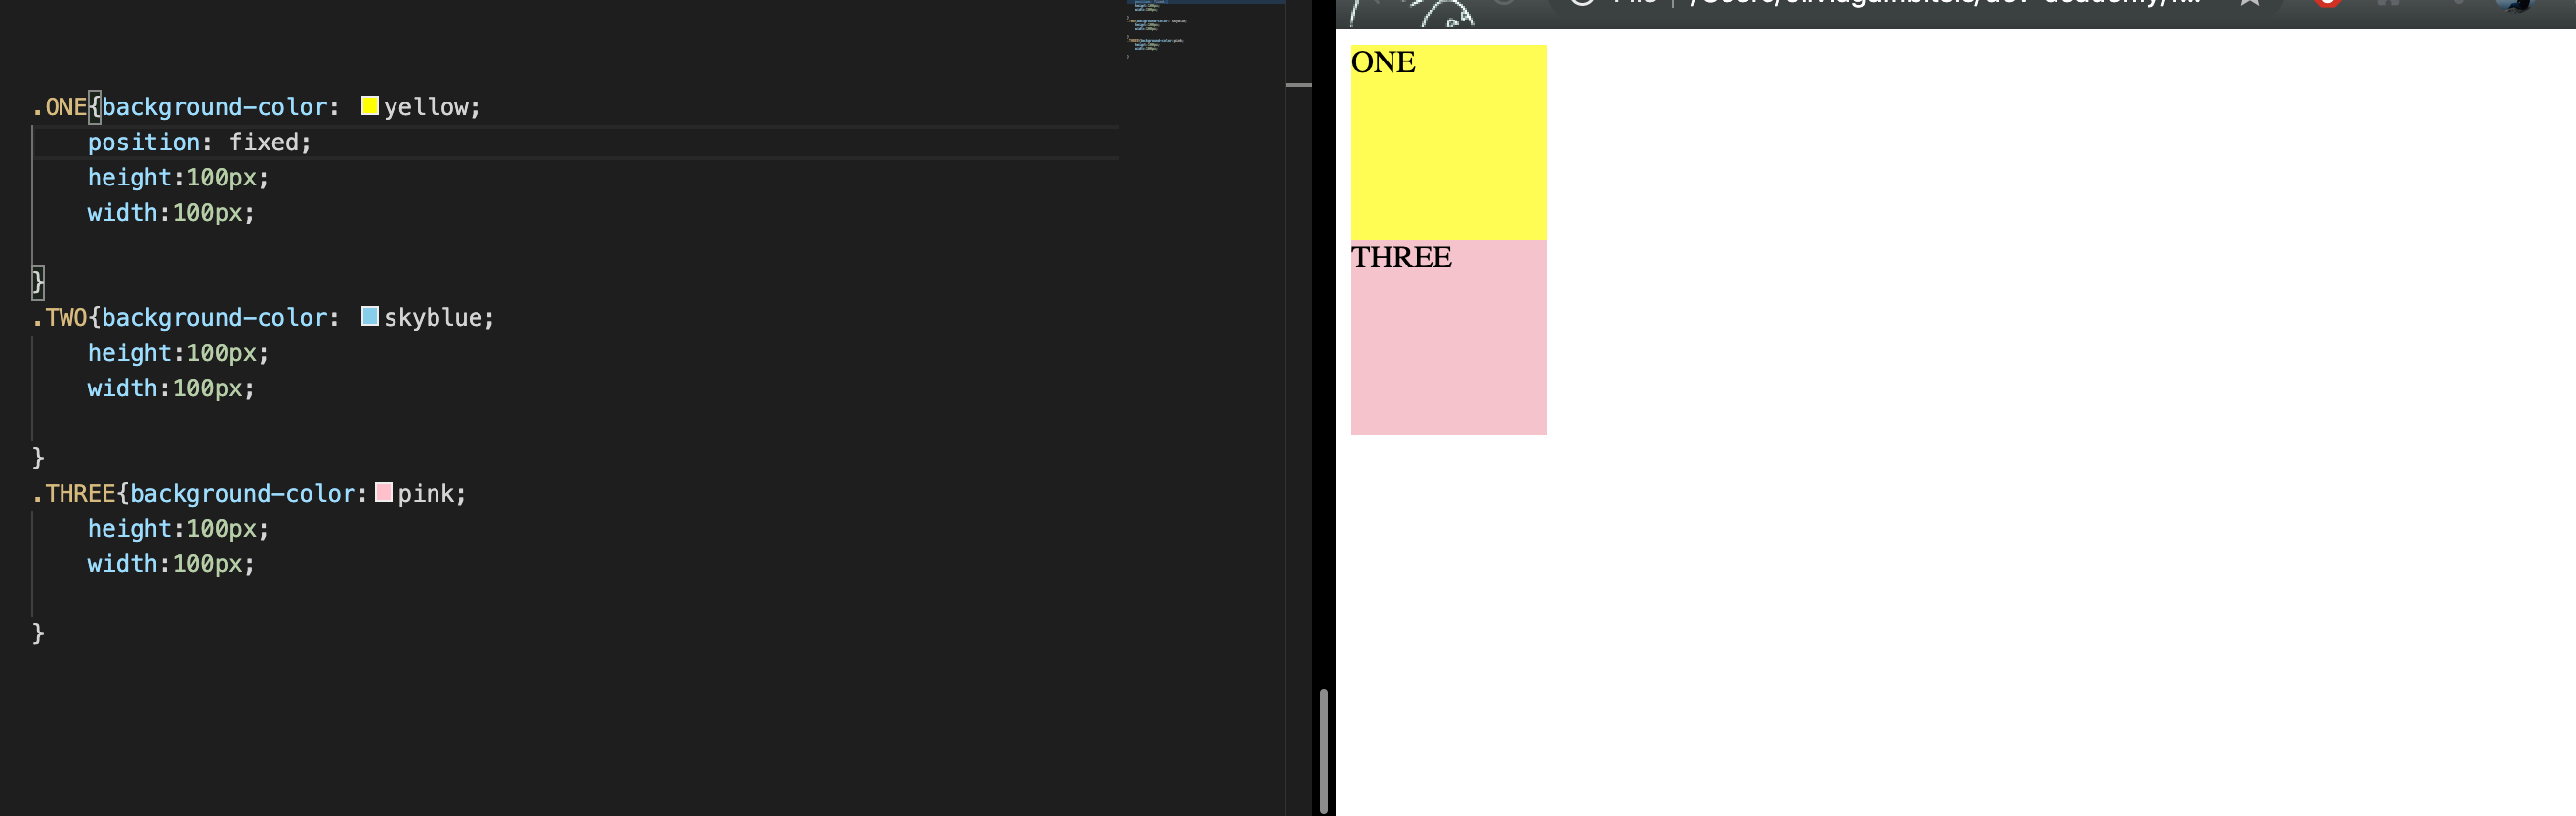 .ONE{background-color: yellow;
position: fixed;
height:100px;
width:100px;
}
.TWO{background-color: skyblue;
height:100px;
width:100px;
}
.THREE{background-color:pink;
height:100px;
width:100px;
}
ONE
THREE